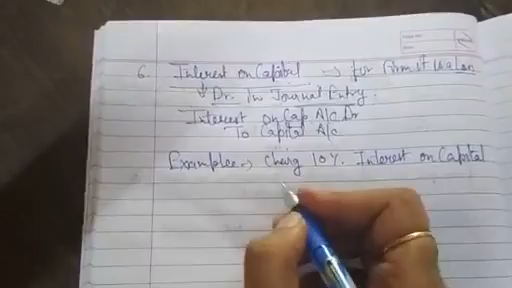 6. Interest on Capital → for firm it is a Loss
↓ Dr. In Journal Entry.
Interest on Cap. A/c Dr
To Capital A/c
Example → Charg 10%. Interest on Capital